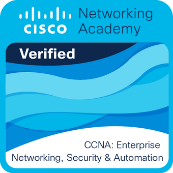 Networking
CISCO Academy
Verified
CCNA: Enterprise
Networking, Security & Automation